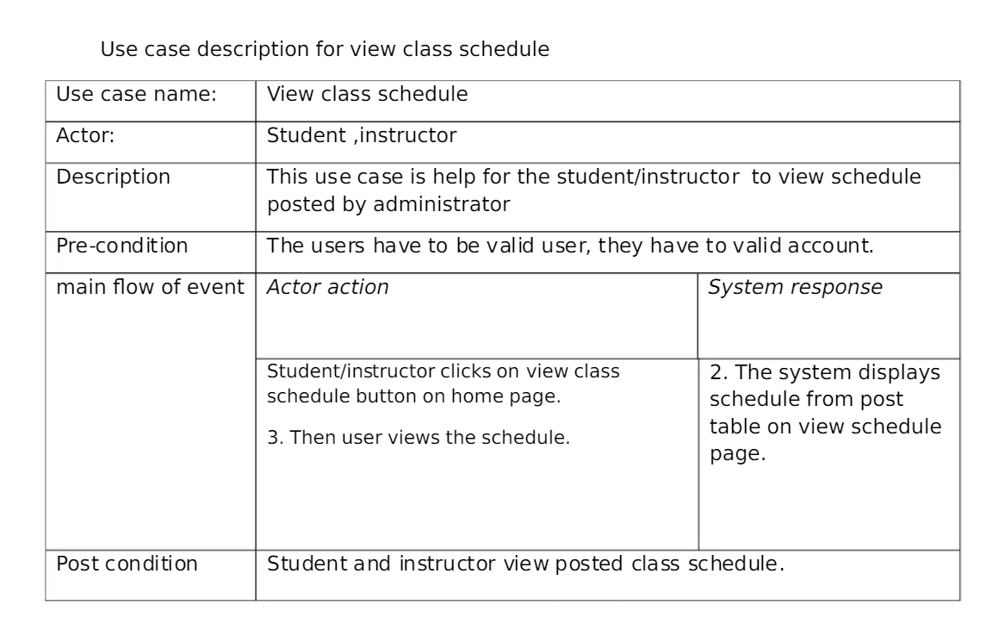 Use case description for view class schedule
Use case name:
View class schedule
Actor:
Student ,instructor
Description
This use case is help for the student/instructor  to view schedule
posted by administrator
Pre-condition
The users have to be valid user, they have to valid account.
main flow of event
Actor action
System response
Student/instructor clicks on view class
schedule button on home page.
3. Then user views the schedule.
2. The system displays
schedule from post
table on view schedule
page.
Post condition
Student and instructor view posted class schedule.